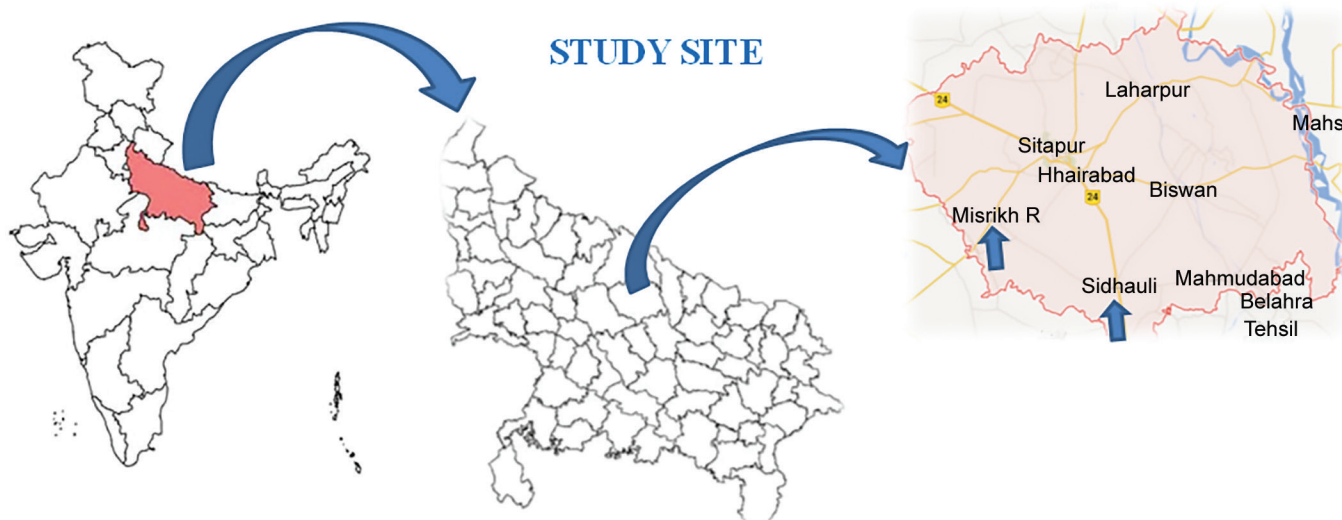 STUDY SITE
24
Laharpur
Mahs
Sitapur
Hhairabad
Biswan
24
Misrikh R
Sidhauli
Mahmudabad
Belahra
Tehsil